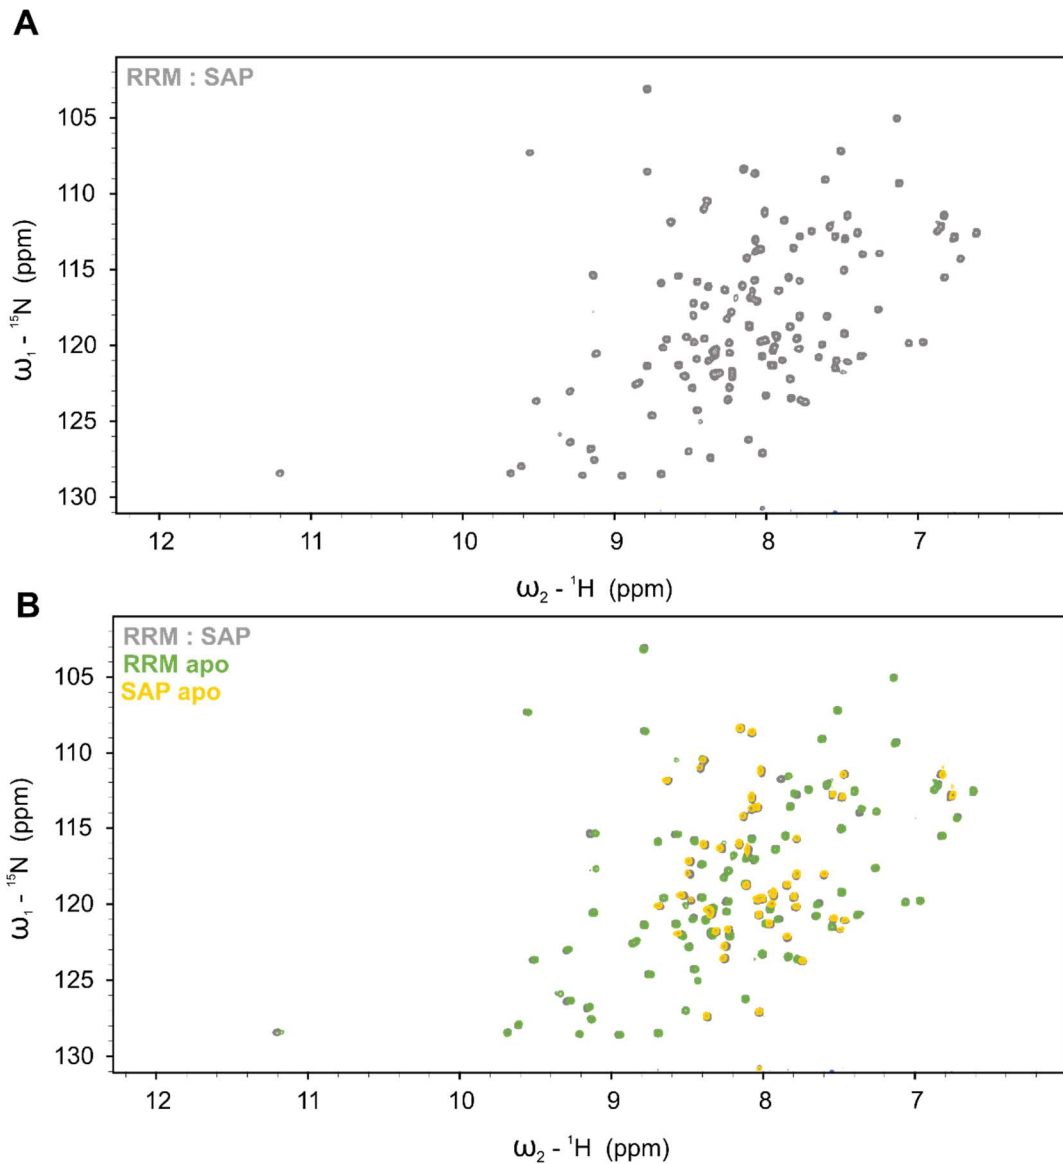 A
RRM : SAP
105
110
115
120
125
130
ω₁ - ¹⁵N (ppm)
12 11 10 9 8 7
ω₂ - ¹H (ppm)
B
RRM : SAP
RRM apo
SAP apo
105
110
115
120
125
130
ω₁ - ¹⁵N (ppm)
12 11 10 9 8 7
ω₂ - ¹H (ppm)